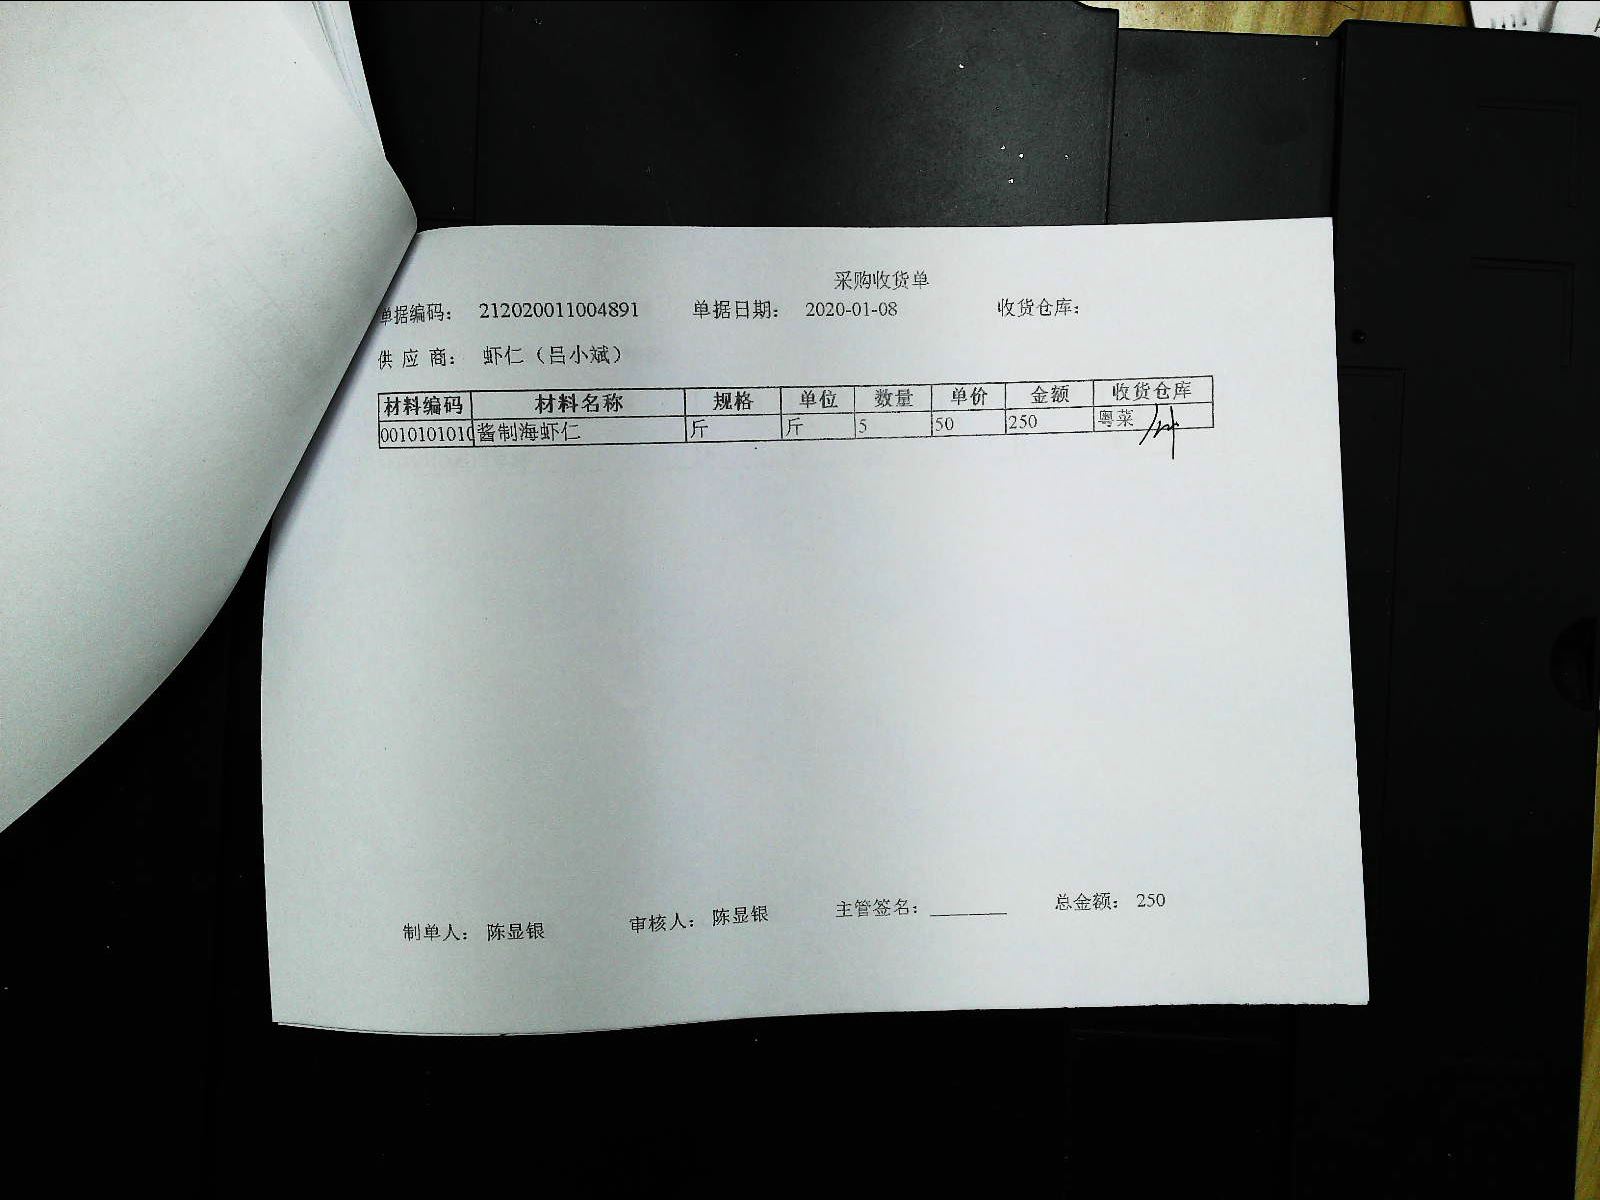 采购收货单
单据编码： 212020011004891 单据日期： 2020-01-08 收货仓库：
供 应 商： 虾仁（吕小斌）
材料编码 材料名称 规格 单位 数量 单价 金额 收货仓库
0010101010 酱制海虾仁 斤 斤 5 50 250 粤菜
制单人： 陈显银 审核人： 陈显银 主管签名： 总金额： 250